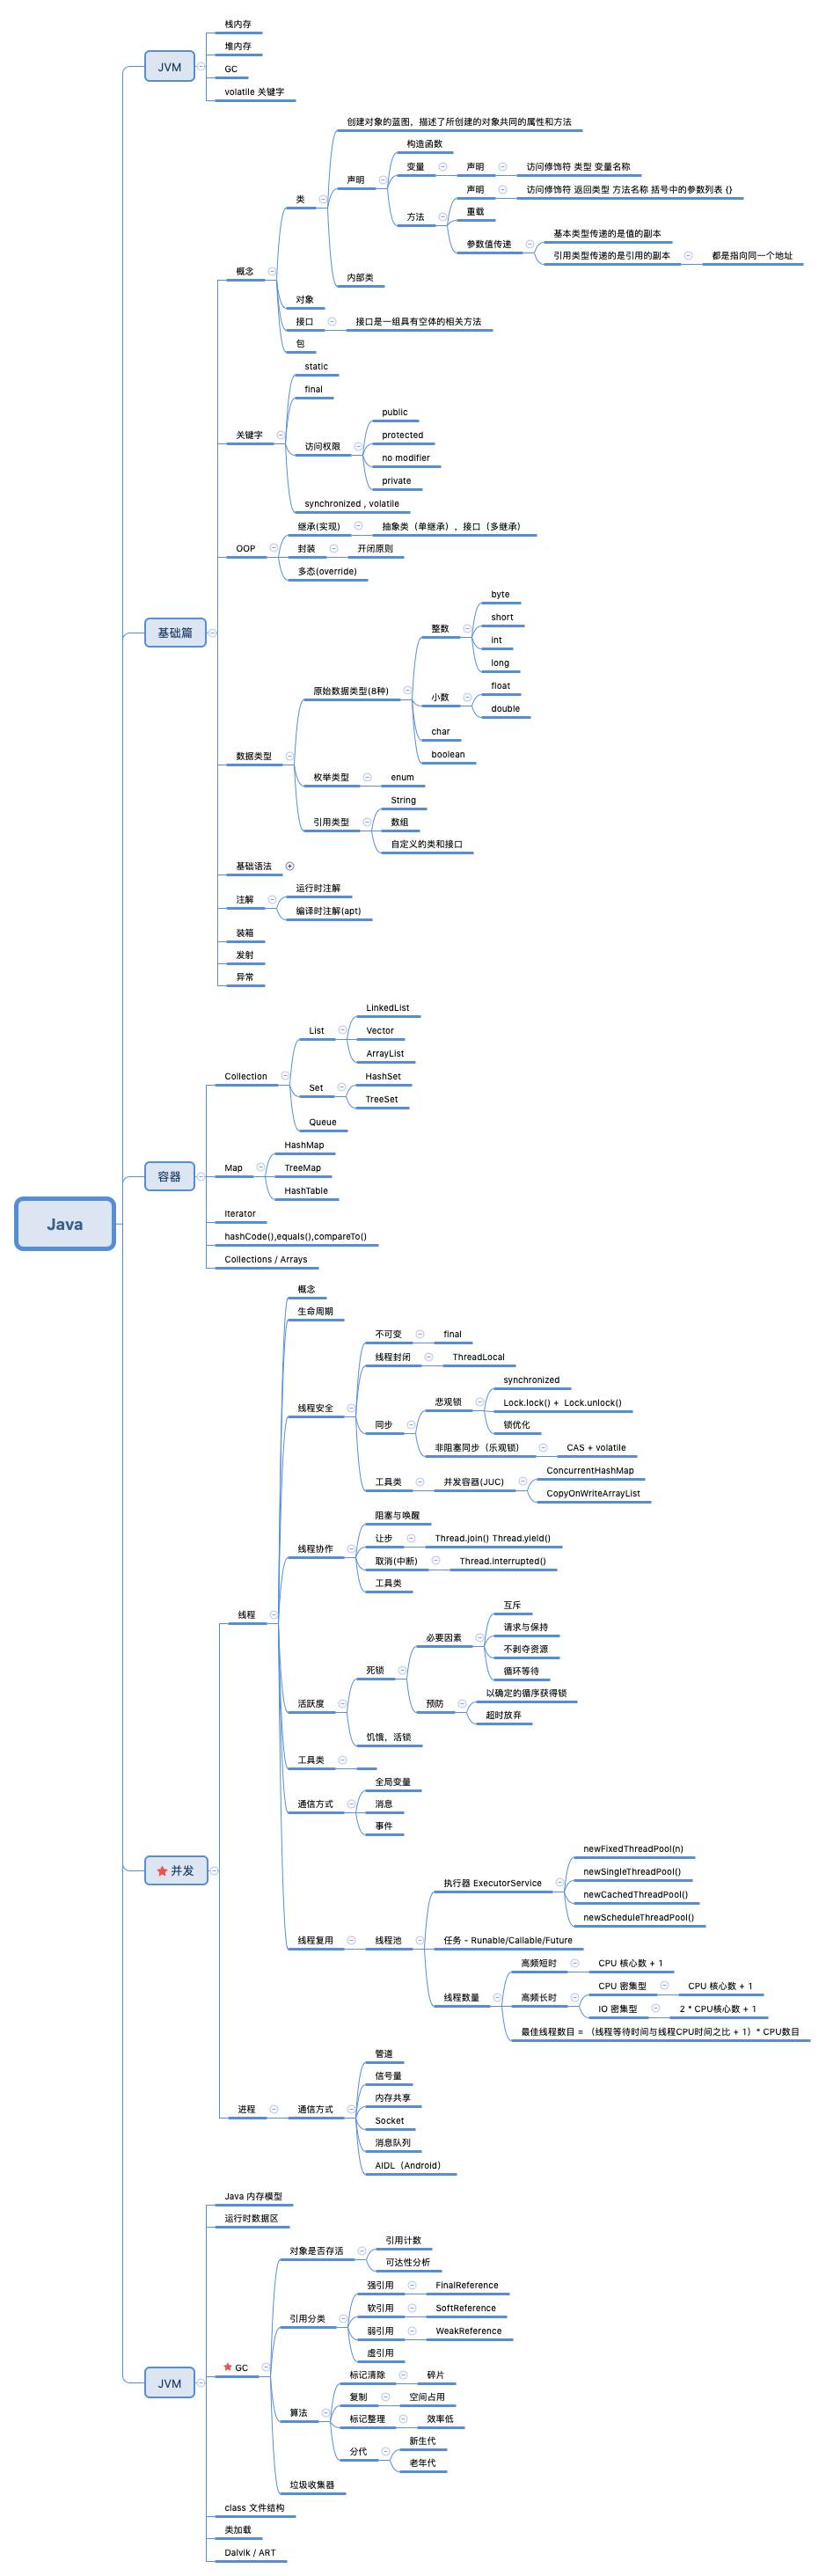 栈内存
堆内存
JVM
GC
volatile 关键字
创建对象的蓝图，描述了所创建的对象共同的属性和方法
构造函数
变量 声明 访问修饰符 类型 变量名称
声明
声明 访问修饰符 返回类型 方法名称 括号中的参数列表 {}
类
重载
方法
基本类型传递的是值的副本
参数值传递
引用类型传递的是引用的副本 都是指向同一个地址
概念
内部类
对象
接口 接口是一组具有空体的相关方法
包
static
final
public
关键字
protected
访问权限
no modifier
private
synchronized , volatile
继承(实现) 抽象类（单继承），接口（多继承）
OOP
封装 开闭原则
多态(override)
byte
short
整数
int
基础篇
long
原始数据类型(8种)
float
小数
double
char
数据类型
boolean
枚举类型 enum
String
引用类型
数组
自定义的类和接口
基础语法
运行时注解
注解
编译时注解(apt)
装箱
发射
异常
LinkedList
List
Vector
ArrayList
Collection
HashSet
Set
TreeSet
Queue
HashMap
容器
Map
TreeMap
HashTable
Iterator
Java
hashCode(),equals(),compareTo()
Collections / Arrays
概念
生命周期
不可变 final
线程封闭 ThreadLocal
synchronized
悲观锁
Lock.lock() + Lock.unlock()
线程安全
锁优化
同步
非阻塞同步（乐观锁） CAS + volatile
ConcurrentHashMap
工具类 并发容器(JUC)
CopyOnWriteArrayList
阻塞与唤醒
让步 Thread.join() Thread.yield()
线程协作
取消(中断) Thread.interrupted()
工具类
互斥
线程
请求与保持
必要因素
不剥夺资源
循环等待
死锁
以确定的循序获得锁
预防
活跃度
超时放弃
饥饿，活锁
工具类
全局变量
通信方式
消息
事件
newFixedThreadPool(n)
并发
newSingleThreadPool()
执行器 ExecutorService
newCachedThreadPool()
newScheduleThreadPool()
线程复用 线程池 任务 - Runable/Callable/Future
高频短时 CPU 核心数 + 1
CPU 密集型 CPU 核心数 + 1
线程数量 高频长时
IO 密集型 2 * CPU核心数 + 1
最佳线程数目 = （线程等待时间与线程CPU时间之比 + 1）* CPU数目
管道
信号量
内存共享
进程 通信方式
Socket
消息队列
AIDL（Android）
Java 内存模型
运行时数据区
引用计数
对象是否存活
可达性分析
强引用 FinalReference
软引用 SoftReference
引用分类
弱引用 WeakReference
虚引用
GC
标记清除 碎片
JVM
复制 空间占用
算法
标记整理 效率低
新生代
分代
老年代
垃圾收集器
class 文件结构
类加载
Dalvik / ART